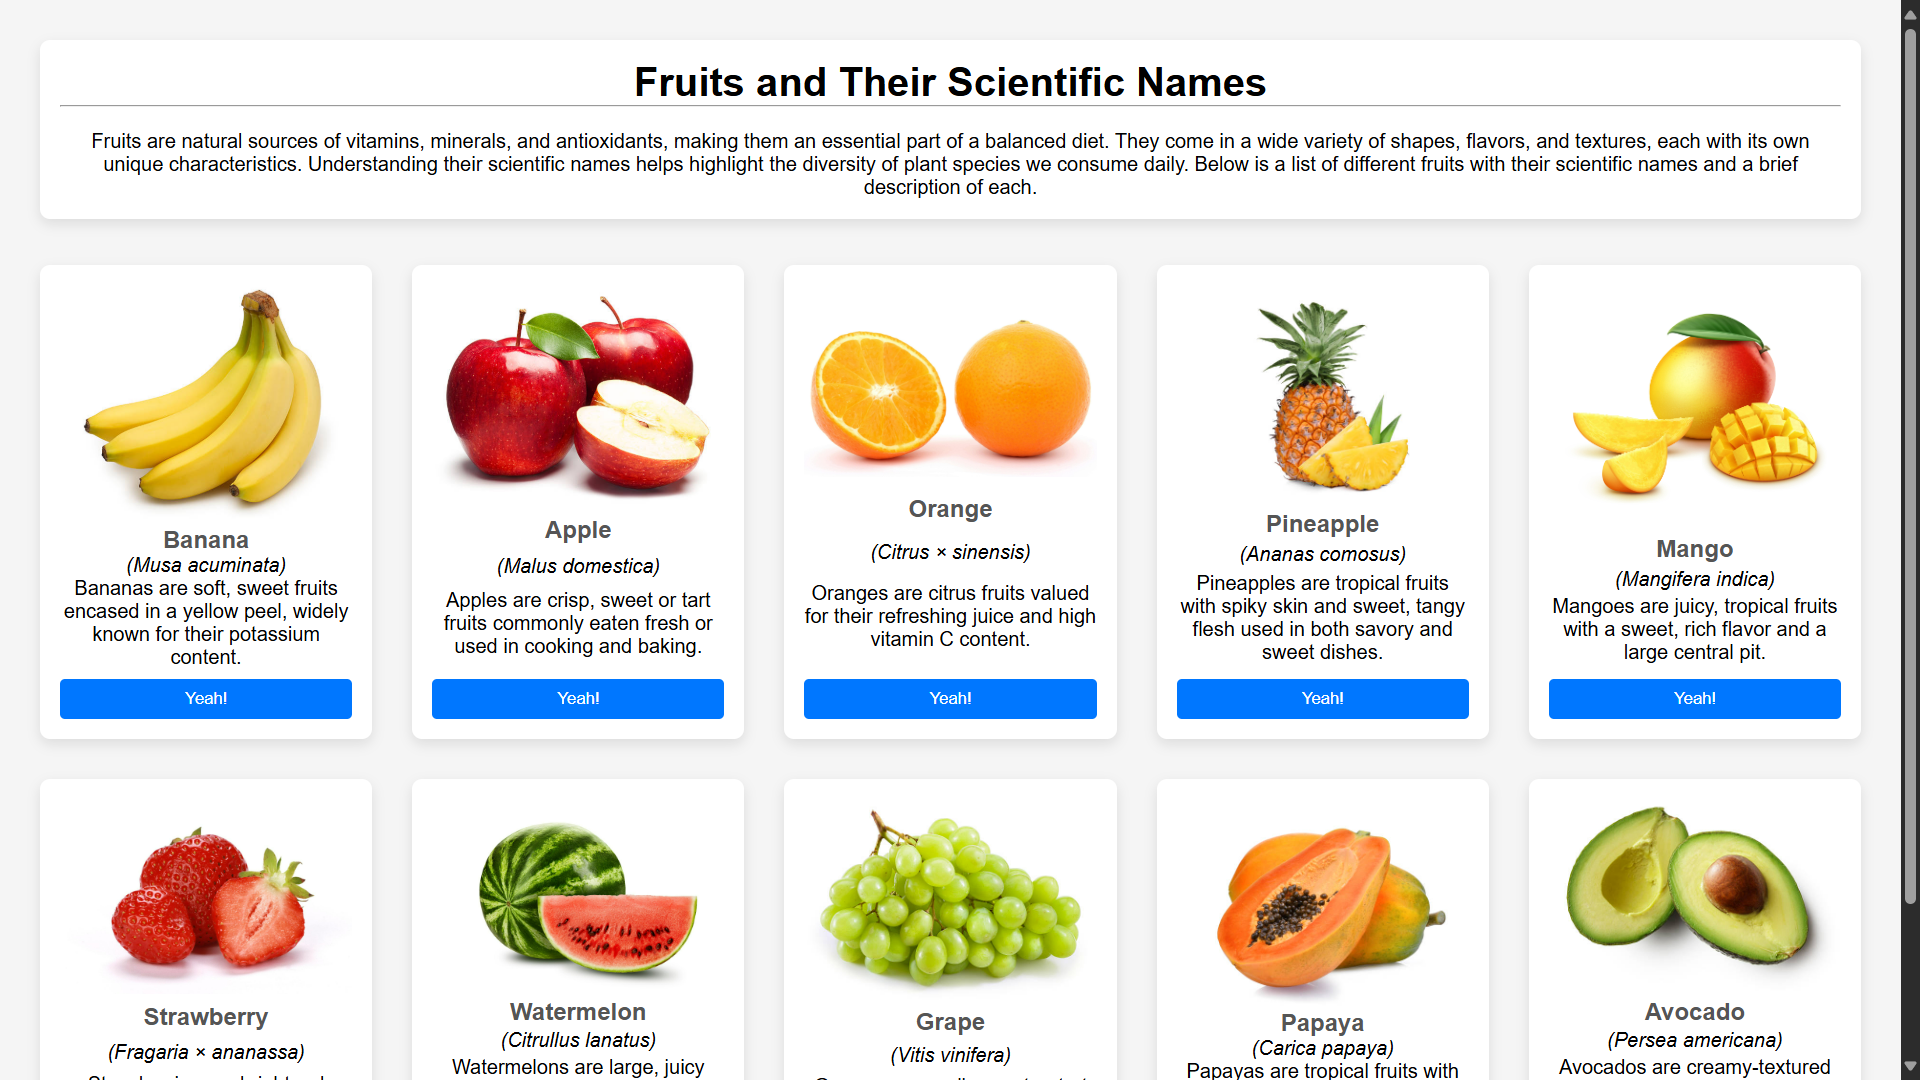 Fruits and Their Scientific Names
Fruits are natural sources of vitamins, minerals, and antioxidants, making them an essential part of a balanced diet. They come in a wide variety of shapes, flavors, and textures, each with its own
unique characteristics. Understanding their scientific names helps highlight the diversity of plant species we consume daily. Below is a list of different fruits with their scientific names and a brief
description of each.
Banana
(Musa acuminata)
Bananas are soft, sweet fruits
encased in a yellow peel, widely
known for their potassium
content.
Yeah!
Apple
(Malus domestica)
Apples are crisp, sweet or tart
fruits commonly eaten fresh or
used in cooking and baking.
Yeah!
Orange
(Citrus × sinensis)
Oranges are citrus fruits valued
for their refreshing juice and high
vitamin C content.
Yeah!
Pineapple
(Ananas comosus)
Pineapples are tropical fruits
with spiky skin and sweet, tangy
flesh used in both savory and
sweet dishes.
Yeah!
Mango
(Mangifera indica)
Mangoes are juicy, tropical fruits
with a sweet, rich flavor and a
large central pit.
Yeah!
Strawberry
(Fragaria × ananassa)
Watermelon
(Citrullus lanatus)
Watermelons are large, juicy
Grape
(Vitis vinifera)
Papaya
(Carica papaya)
Papayas are tropical fruits with
Avocado
(Persea americana)
Avocados are creamy-textured